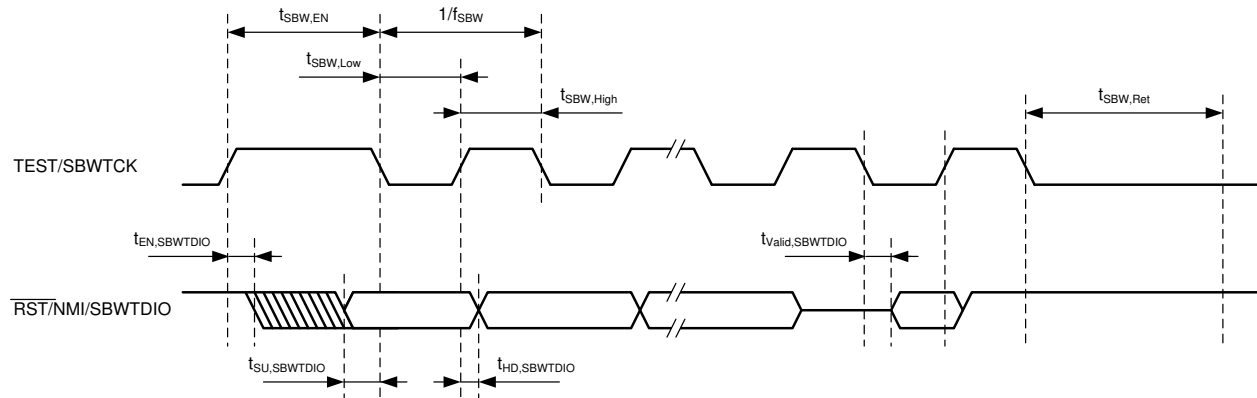 tSBW,EN
1/fSBW
tSBW,Low
tSBW,High
tSBW,Ret
TEST/SBWTCK
tEN,SBWTDIO
tValid,SBWTDIO
RST/NMI/SBWTDIO
tSU,SBWTDIO
tHD,SBWTDIO